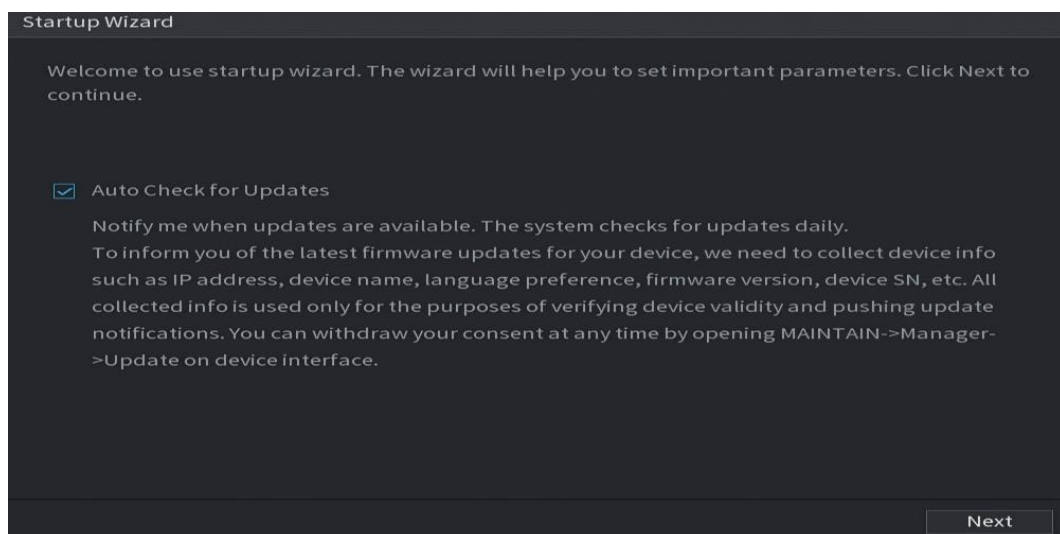 Startup Wizard
Welcome to use startup wizard. The wizard will help you to set important parameters. Click Next to
continue.
Auto Check for Updates
Notify me when updates are available. The system checks for updates daily.
To inform you of the latest firmware updates for your device, we need to collect device info
such as IP address, device name, language preference, firmware version, device SN, etc. All
collected info is used only for the purposes of verifying device validity and pushing update
notifications. You can withdraw your consent at any time by opening MAINTAIN->Manager-
>Update on device interface.
Next